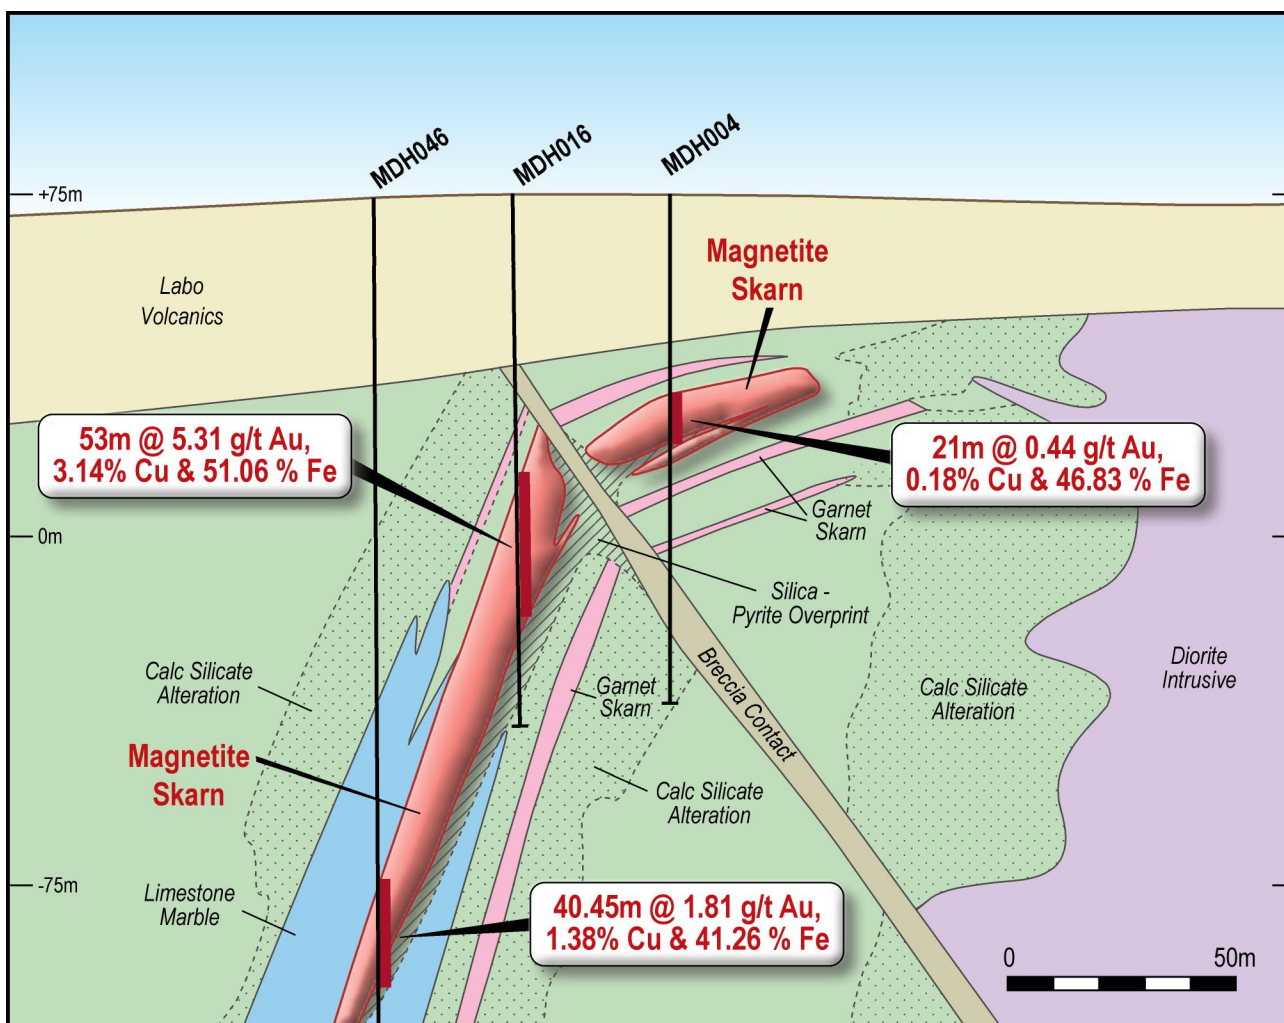 MDH046
MDH016
MDH004
+75m
Magnetite
Skarn
Labo
Volcanics
53m @ 5.31 g/t Au,
3.14% Cu & 51.06 % Fe
21m @ 0.44 g/t Au,
0.18% Cu & 46.83 % Fe
Garnet
Skarn
0m
Silica -
Pyrite Overprint
Calc Silicate
Alteration
Garnet
Skarn
Breccia Contact
Calc Silicate
Alteration
Diorite
Intrusive
Magnetite
Skarn
Calc Silicate
Alteration
-75m
Limestone
Marble
40.45m @ 1.81 g/t Au,
1.38% Cu & 41.26 % Fe
0 50m